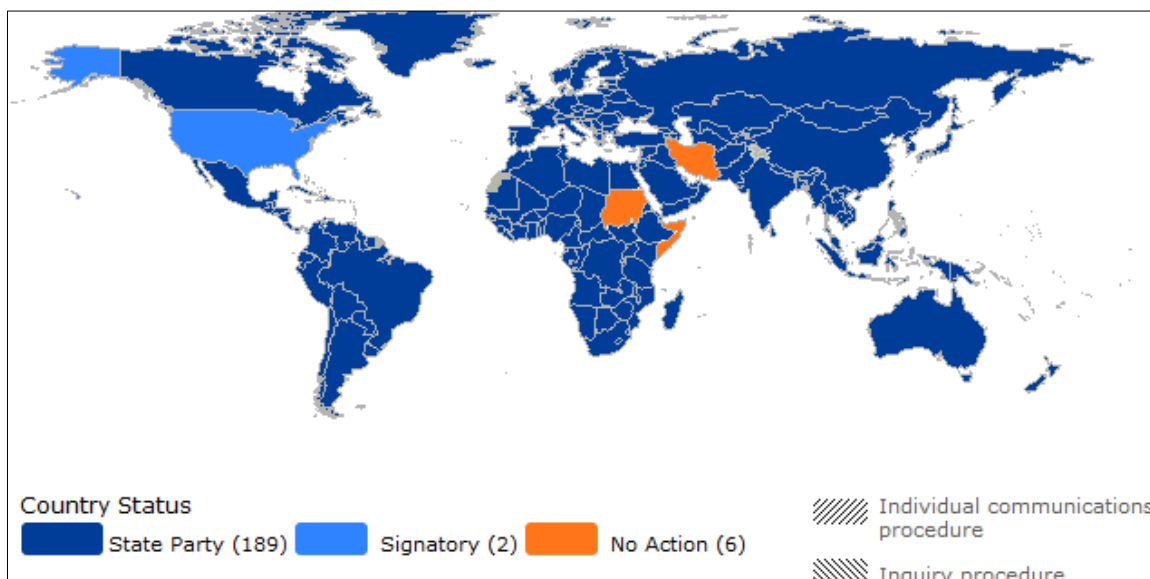 Country Status
State Party (189) Signatory (2) No Action (6)
Individual communications
procedure
Inquiry procedure